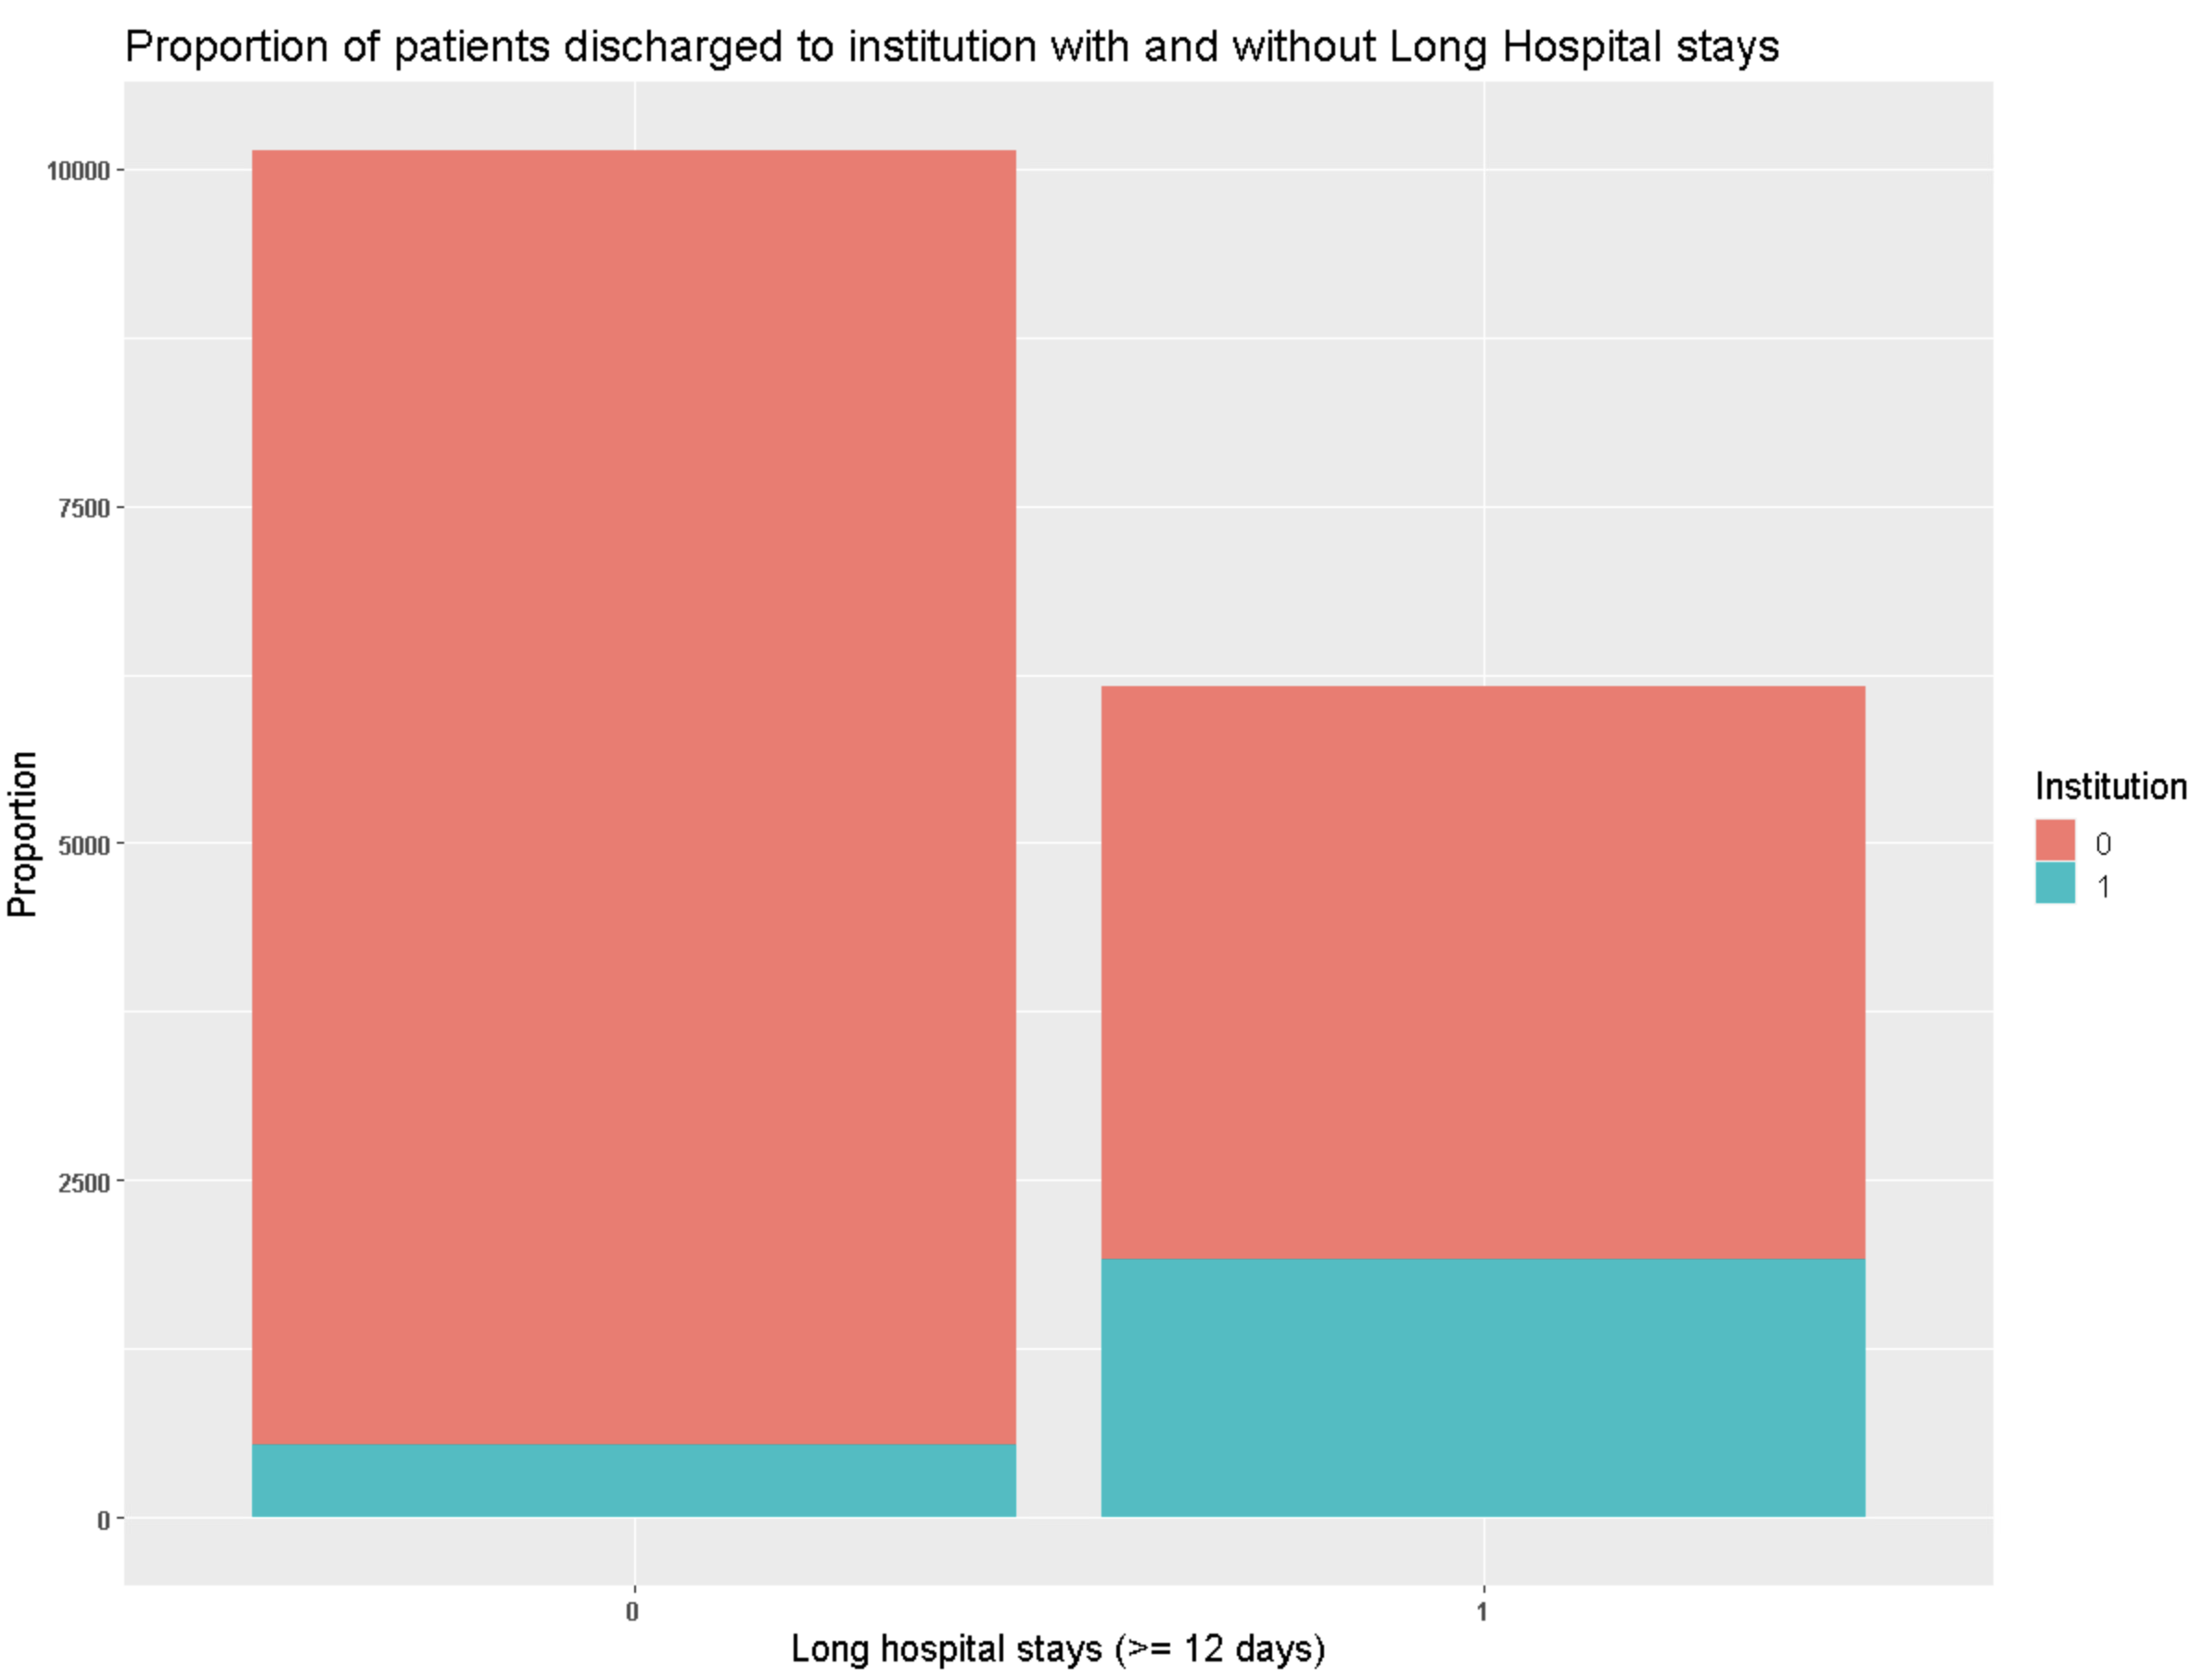 Proportion of patients discharged to institution with and without Long Hospital stays
10000
7500
5000
2500
0
Proportion
Institution
0
1
0
1
Long hospital stays (>= 12 days)